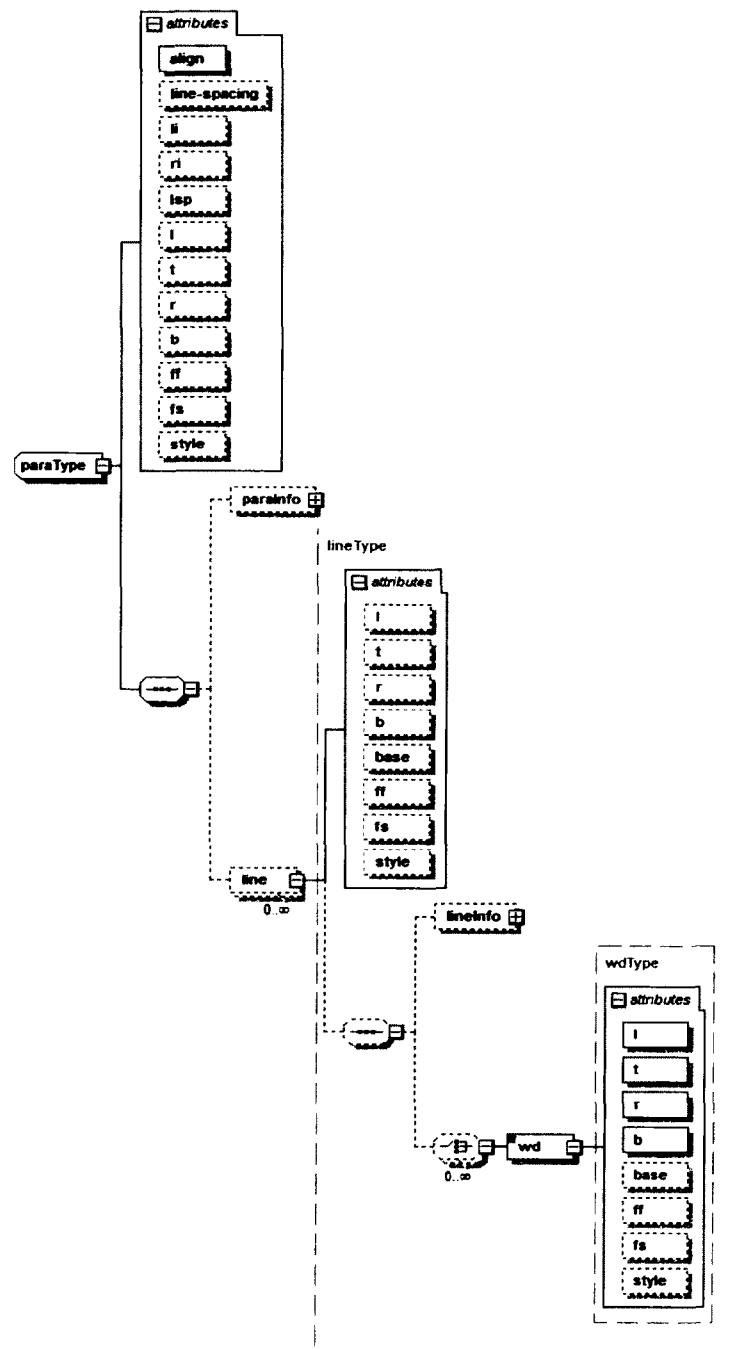 attributes
align
line-spacing
li
ri
lsp
l
t
r
b
ff
fs
style
paraType
paraInfo
lineType
attributes
l
t
r
b
base
ff
fs
style
line
0..∞
lineInfo
wdType
attributes
l
t
r
b
base
ff
fs
style
wd
0..∞